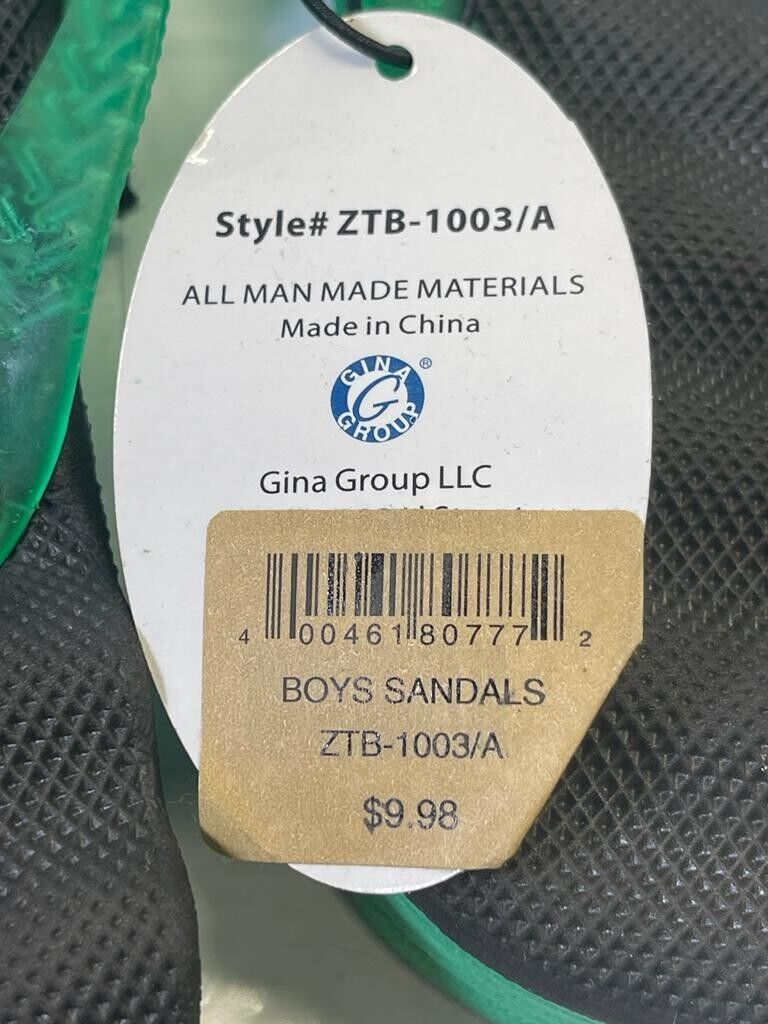 Style# ZTB-1003/A
ALL MAN MADE MATERIALS
Made in China
GINA ®
G
GROUP
Gina Group LLC
4 00461 80777 2
BOYS SANDALS
ZTB-1003/A
$9.98